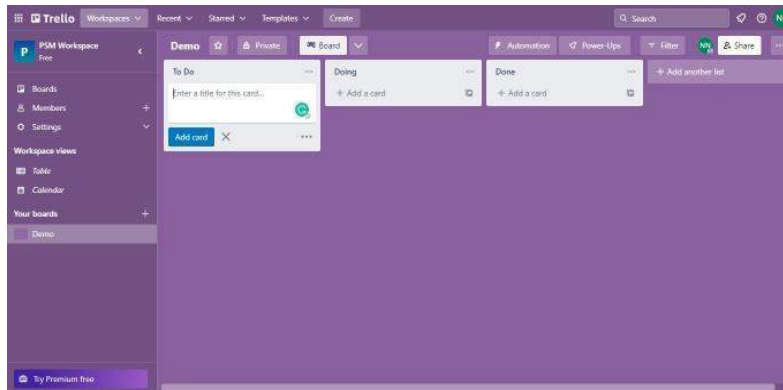 Trello Workspaces Recent Starred Templates Create Search
P PSM Workspace
Free
Demo Private Board Automation Power-Ups Filter NN Share
Boards
Members
Settings
Workspace views
Table
Calendar
Your boards
Demo
Try Premium free
To Do
Enter a title for this card...
Add card
Doing
+ Add a card
Done
+ Add a card
+ Add another list